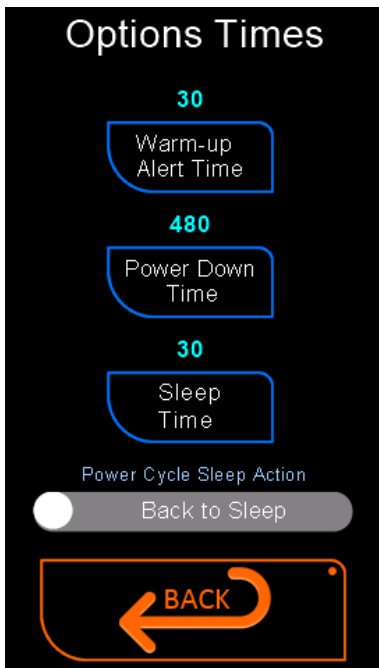 Options Times
30
Warm-up
Alert Time
480
Power Down
Time
30
Sleep
Time
Power Cycle Sleep Action
Back to Sleep
BACK